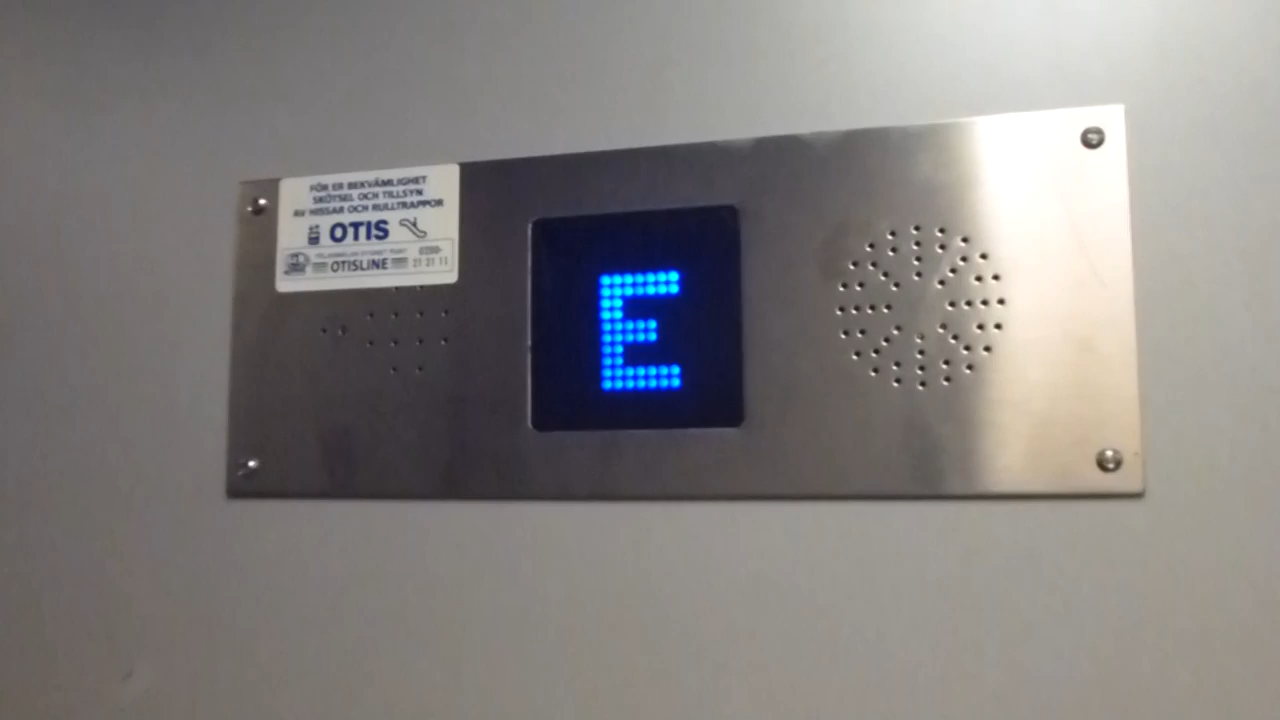 FÖR ER BEKVÄMLIGHET
SKÖTSEL OCH TILLSYN
AV HISSAR OCH RULLTRAPPOR
OTIS
OTISLINE
0200-
21 21 11
E